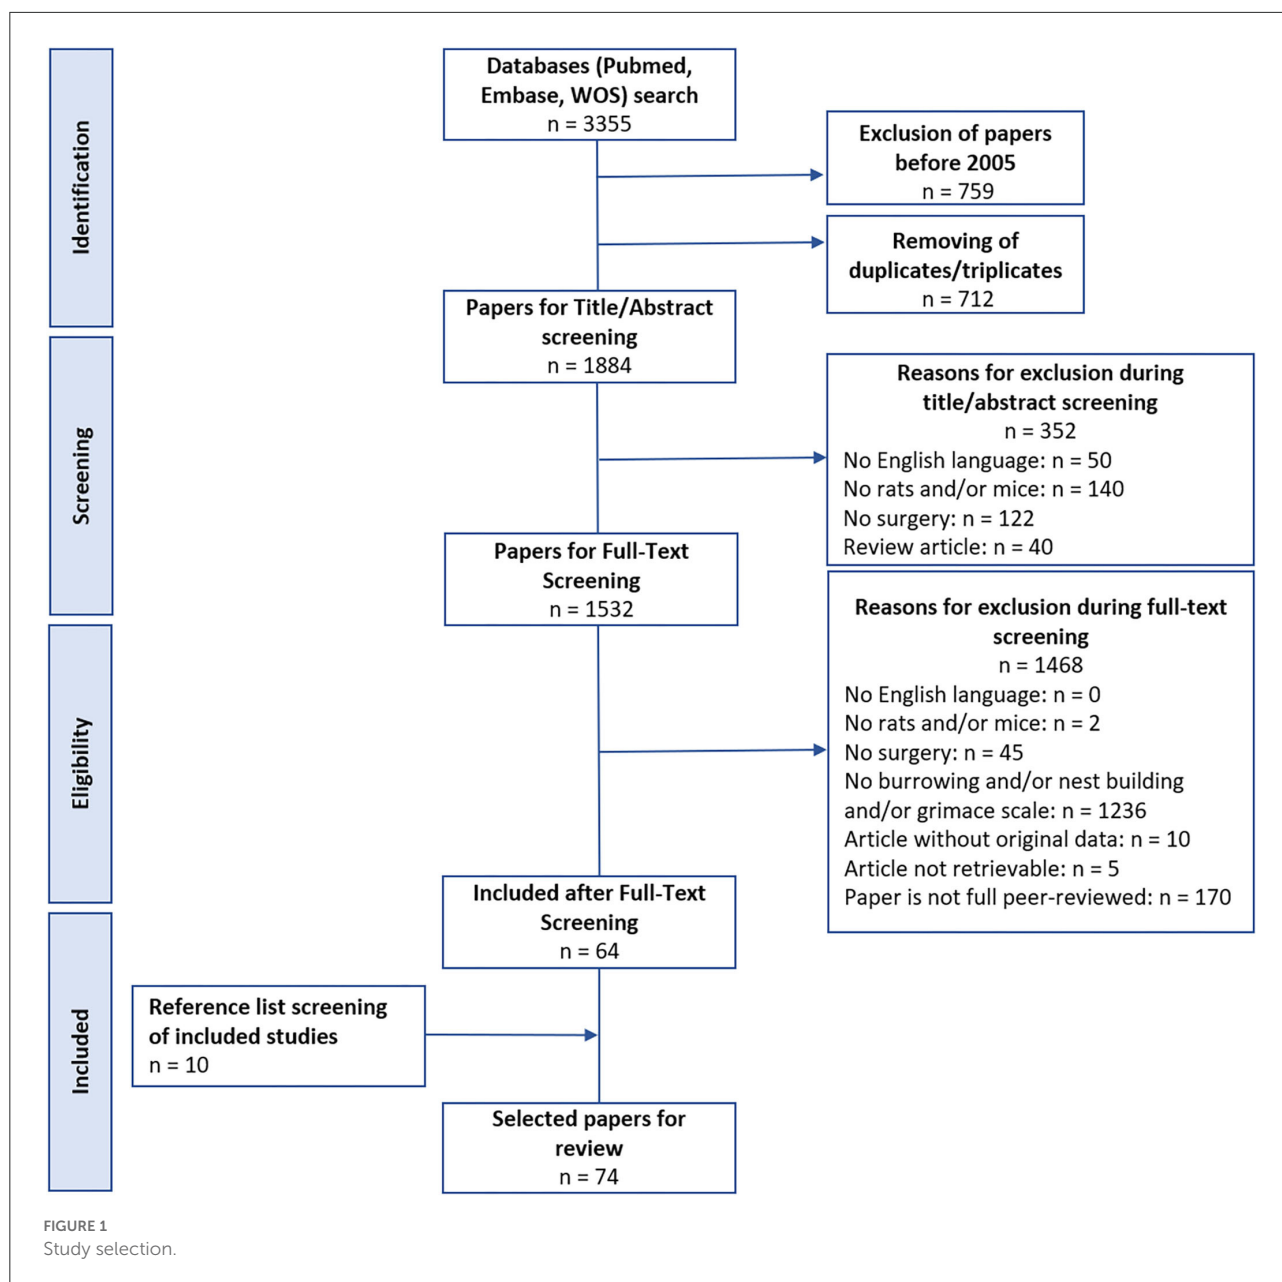 Identification
Databases (Pubmed,
Embase, WOS) search
n = 3355
Exclusion of papers
before 2005
n = 759
Removing of
duplicates/triplicates
n = 712
Papers for Title/Abstract
screening
n = 1884
Screening
Reasons for exclusion during
title/abstract screening
n = 352
No English language: n = 50
No rats and/or mice: n = 140
No surgery: n = 122
Review article: n = 40
Papers for Full-Text
Screening
n = 1532
Eligibility
Reasons for exclusion during full-text
screening
n = 1468
No English language: n = 0
No rats and/or mice: n = 2
No surgery: n = 45
No burrowing and/or nest building
and/or grimace scale: n = 1236
Article without original data: n = 10
Article not retrievable: n = 5
Paper is not full peer-reviewed: n = 170
Included after Full-Text
Screening
n = 64
Included
Reference list screening
of included studies
n = 10
Selected papers for
review
n = 74
FIGURE 1
Study selection.